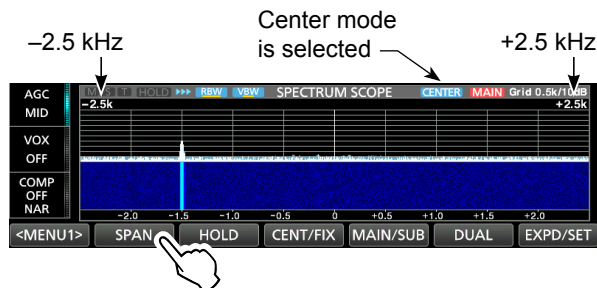 Center mode
–2.5 kHz
is selected
+2.5 kHz
AGC
MID
VOX
OFF
COMP
OFF
NAR
HOLD RBW VBW SPECTRUM SCOPE CENTER MAIN Grid 0.5k/10dB
−2.5k +2.5k
-2.0 -1.5 -1.0 -0.5 0 +0.5 +1.0 +1.5 +2.0
<MENU1> SPAN HOLD CENT/FIX MAIN/SUB DUAL EXPD/SET